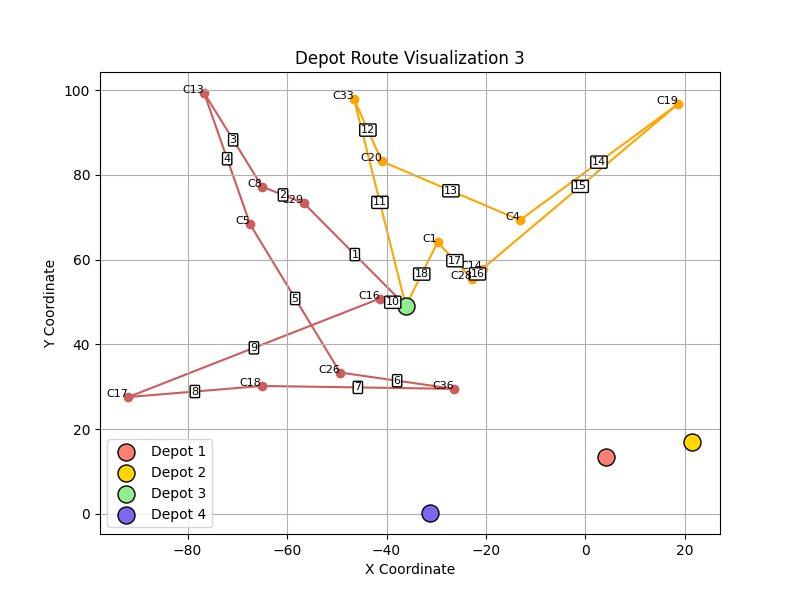 Depot Route Visualization 3
Y Coordinate
100
80
60
40
20
0
C13
C33
C19
3
12
4
C20
14
C8
2
C29
13
15
11
C5
C4
C1
1
17
C14
18
16
C28
5
C16
10
9
C26
6
C18
7
C36
C17
8
Depot 1
Depot 2
Depot 3
Depot 4
−80
−60
−40
−20
0
20
X Coordinate